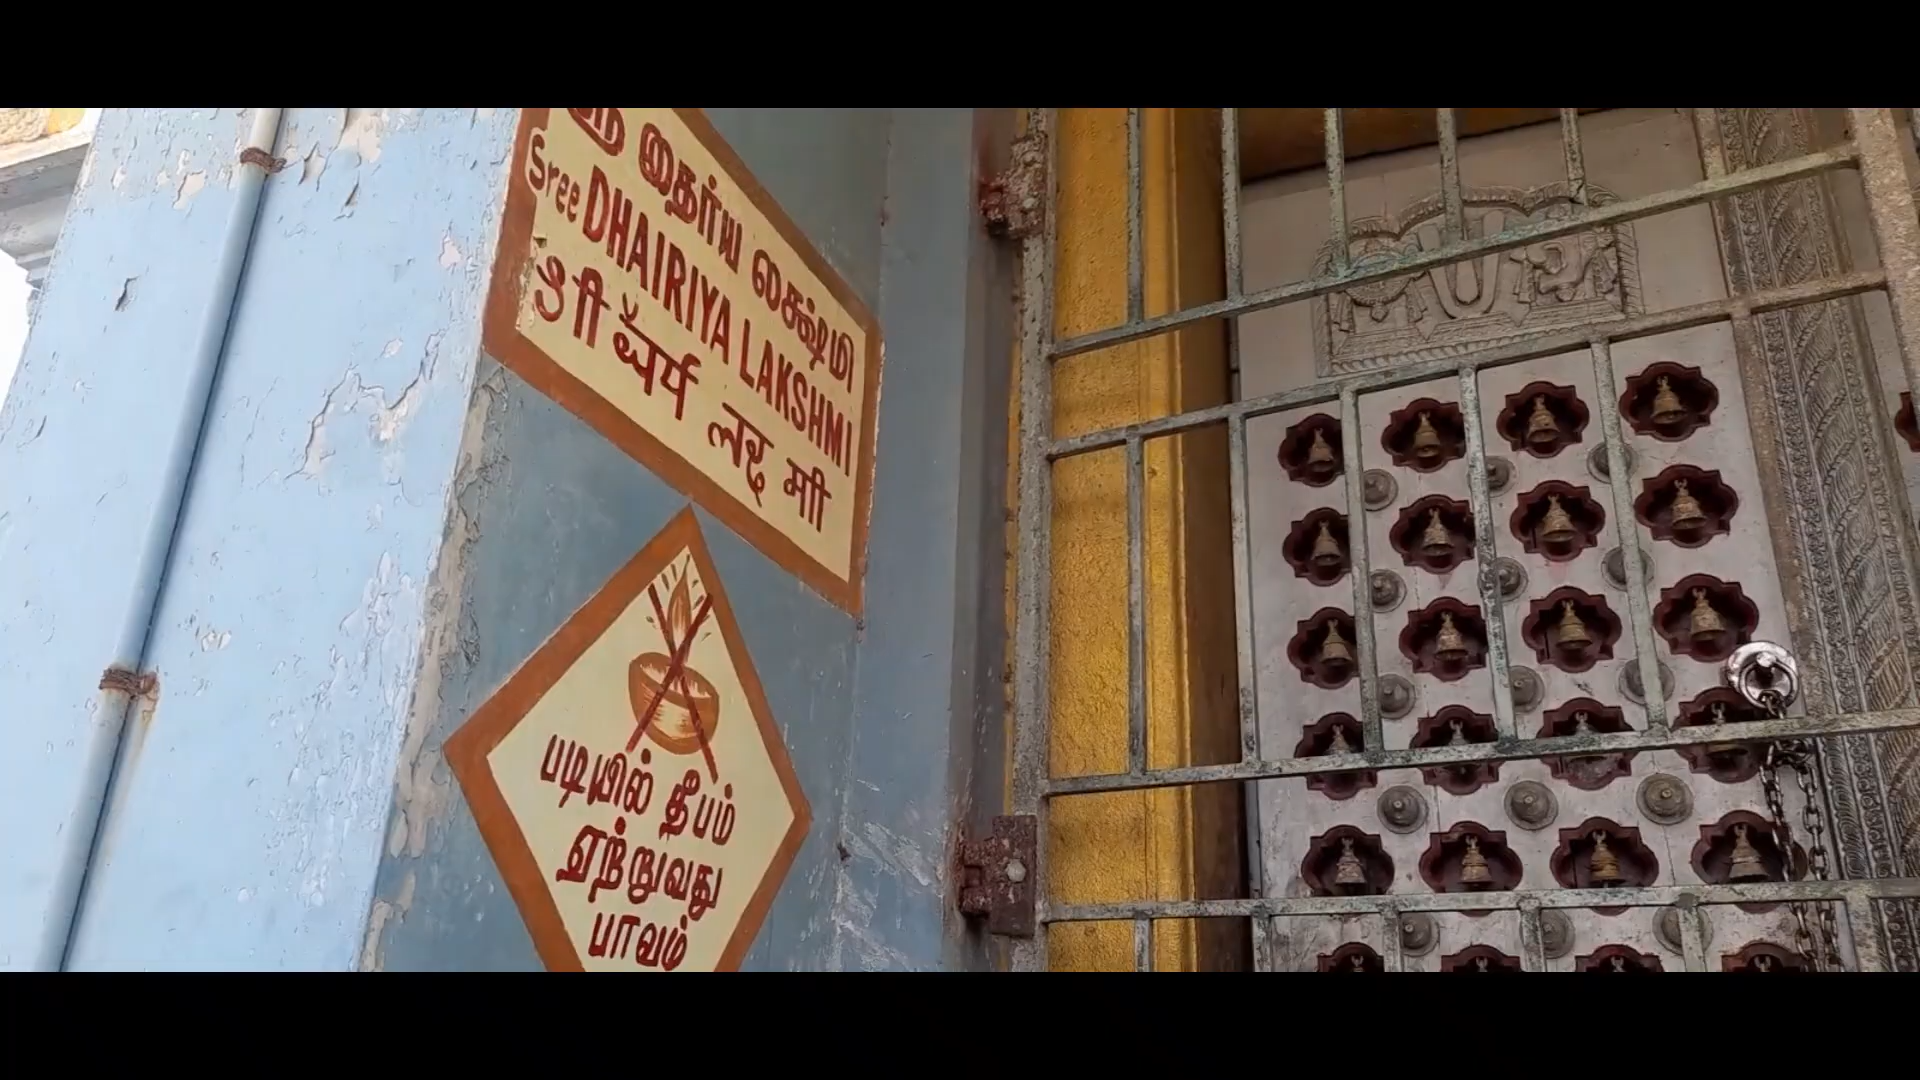 ஸ்ரீ தைர்ய லக்ஷ்மி
Sree DHAIRIYA LAKSHMI
श्री धैर्य लक्ष्मी
படியில் தீபம்
ஏற்றுவது
பாவம்